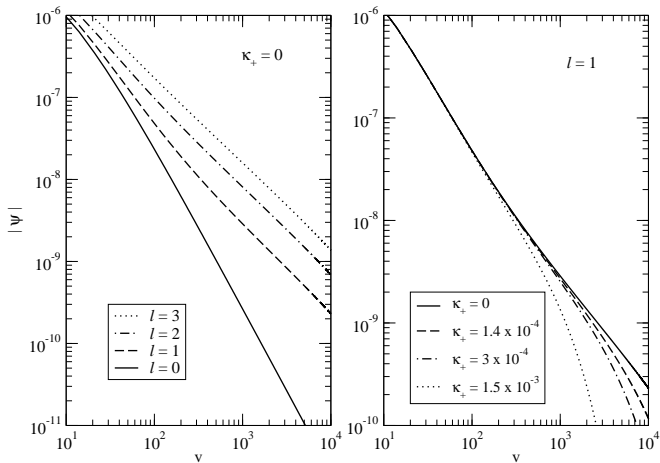 10^-6
10^-7
10^-8
10^-9
10^-10
10^-11
| ψ |
κ+ = 0
l = 3
l = 2
l = 1
l = 0
10^1
10^2
10^3
10^4
v
10^-6
10^-7
10^-8
10^-9
10^-10
l = 1
κ+ = 0
κ+ = 1.4 x 10^-4
κ+ = 3 x 10^-4
κ+ = 1.5 x 10^-3
10^1
10^2
10^3
10^4
v